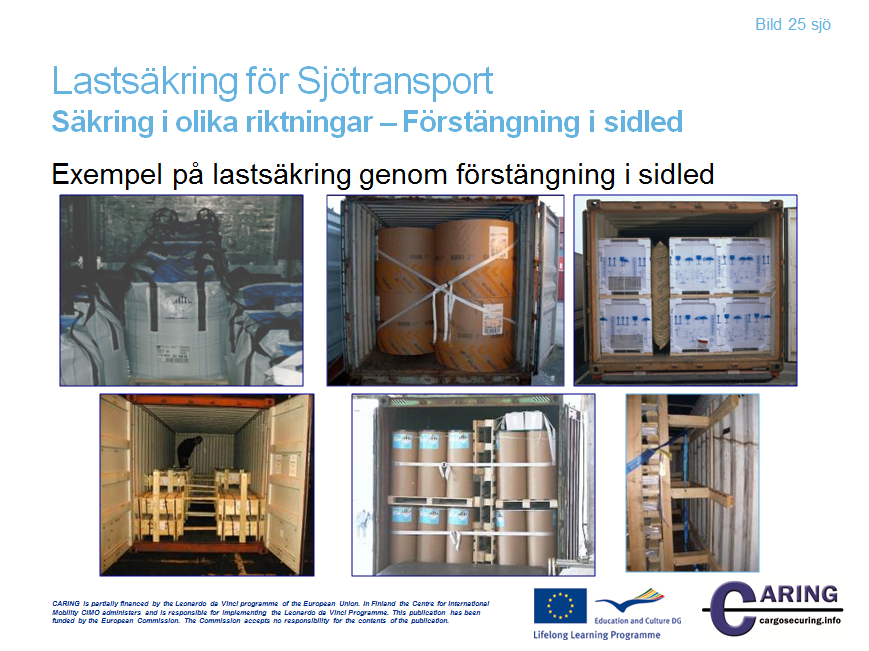 Bild 25 sjö
Lastsäkring för Sjötransport
Säkring i olika riktningar – Förstängning i sidled
Exempel på lastsäkring genom förstängning i sidled
CARING is partially financed by the Leonardo da Vinci programme of the European Union. In Finland the Centre for International
Mobility CIMO administers and is responsible for implementing the Leonardo da Vinci Programme. This publication has been
funded by the European Commission. The Commission accepts no responsibility for the contents of the publication.
Education and Culture DG
Lifelong Learning Programme
CARING
cargosecuring.info